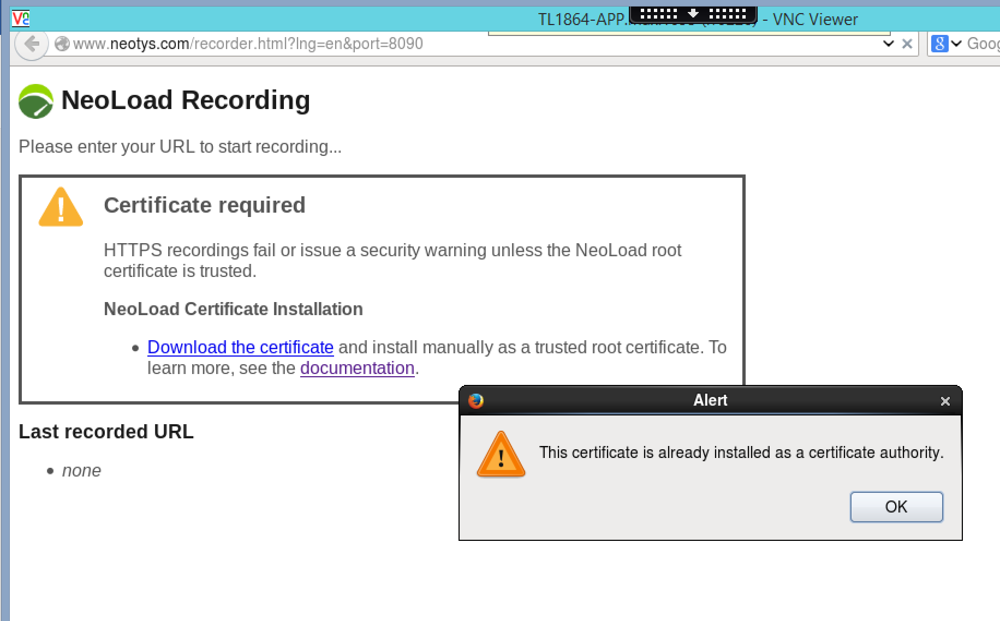 TL1864-APP. - VNC Viewer
www.neotys.com/recorder.html?lng=en&port=8090
Goog
NeoLoad Recording
Please enter your URL to start recording...
Certificate required
HTTPS recordings fail or issue a security warning unless the NeoLoad root
certificate is trusted.
NeoLoad Certificate Installation
• Download the certificate and install manually as a trusted root certificate. To
learn more, see the documentation.
Alert
This certificate is already installed as a certificate authority.
OK
Last recorded URL
• none